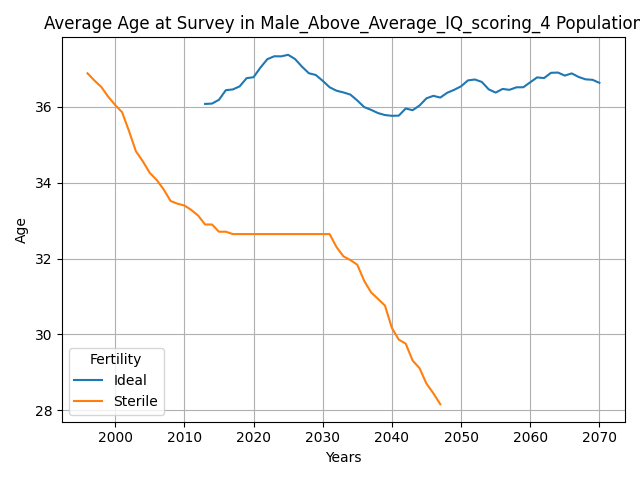 Average Age at Survey in Male_Above_Average_IQ_scoring_4 Population
Age
36
34
32
30
28
Fertility
Ideal
Sterile
2000 2010 2020 2030 2040 2050 2060 2070
Years